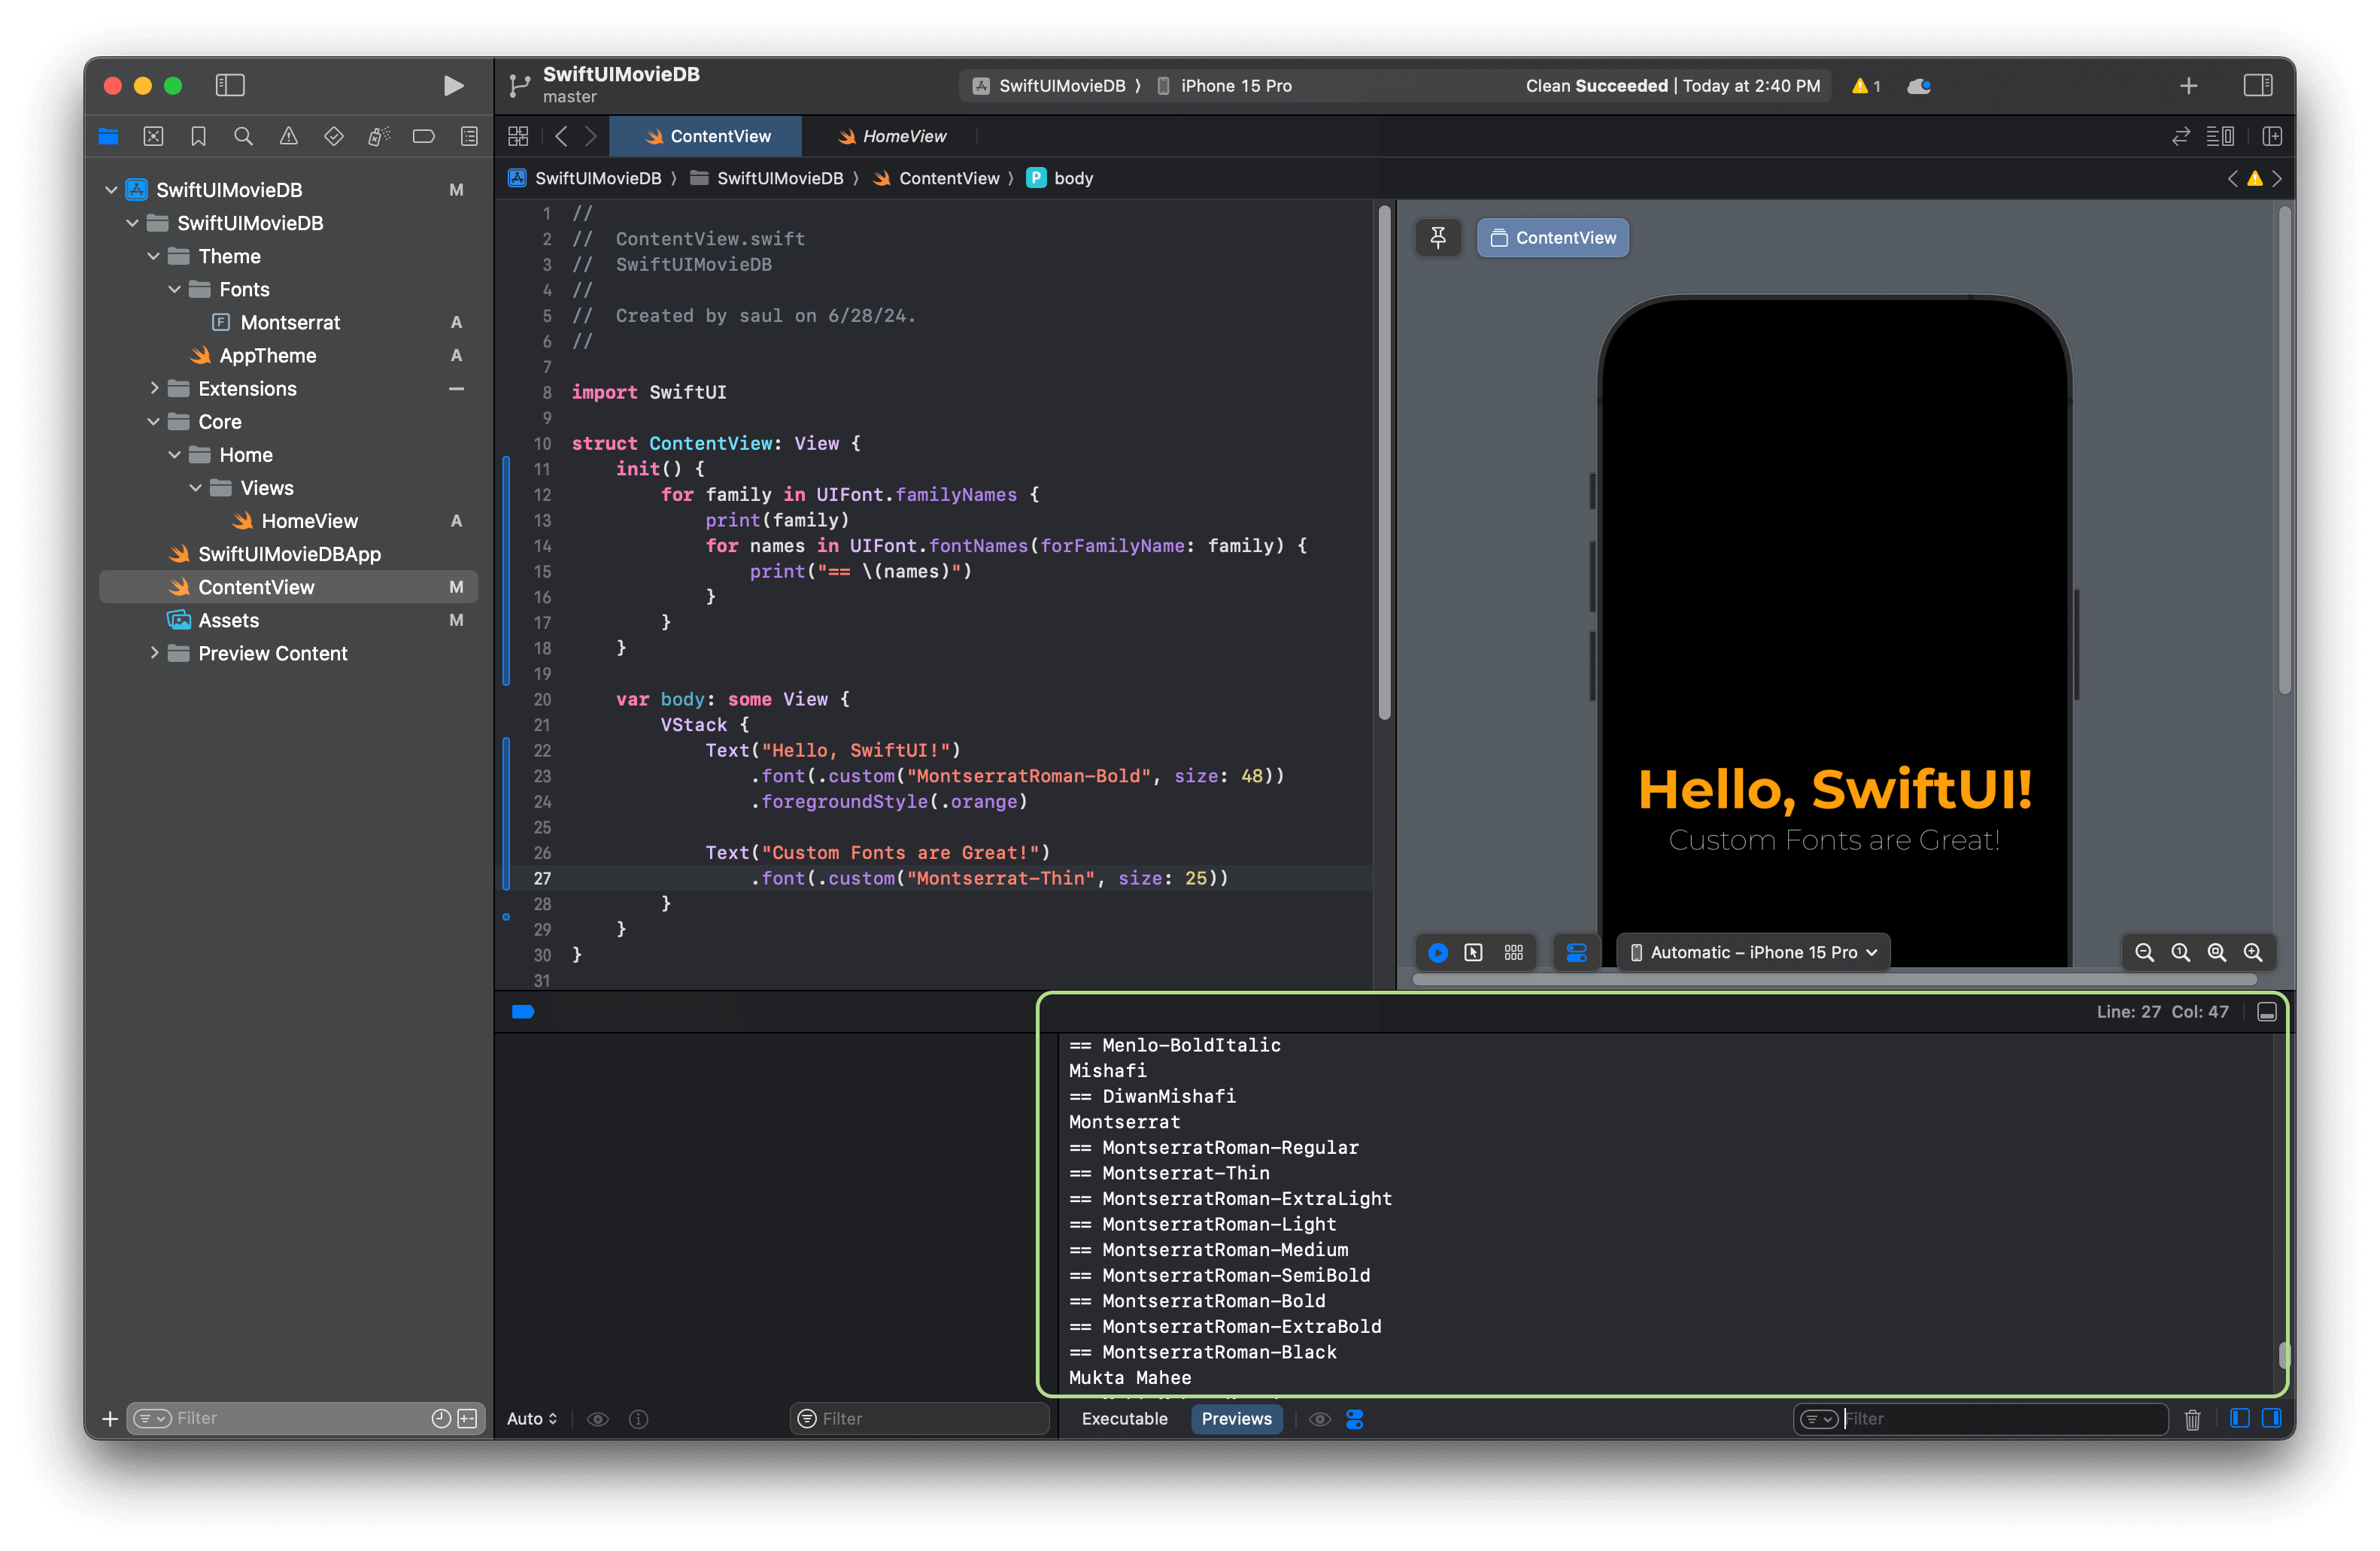 SwiftUIMovieDB
master
SwiftUIMovieDB ⟩ iPhone 15 Pro
Clean Succeeded | Today at 2:40 PM
1
ContentView
HomeView
SwiftUIMovieDB ⟩ SwiftUIMovieDB ⟩ ContentView ⟩ P body
SwiftUIMovieDB M
SwiftUIMovieDB
Theme
Fonts
F Montserrat A
AppTheme A
Extensions
Core
Home
Views
HomeView A
SwiftUIMovieDBApp
ContentView M
Assets M
Preview Content
Filter
1 //
2 //  ContentView.swift
3 //  SwiftUIMovieDB
4 //
5 //  Created by saul on 6/28/24.
6 //
7
8 import SwiftUI
9
10 struct ContentView: View {
11     init() {
12         for family in UIFont.familyNames {
13             print(family)
14             for names in UIFont.fontNames(forFamilyName: family) {
15                 print("== \(names)")
16             }
17         }
18     }
19
20     var body: some View {
21         VStack {
22             Text("Hello, SwiftUI!")
23                 .font(.custom("MontserratRoman-Bold", size: 48))
24                 .foregroundStyle(.orange)
25
26             Text("Custom Fonts are Great!")
27                 .font(.custom("Montserrat-Thin", size: 25))
28         }
29     }
30 }
31
ContentView
Hello, SwiftUI!
Custom Fonts are Great!
Automatic – iPhone 15 Pro
Line: 27 Col: 47
== Menlo-BoldItalic
Mishafi
== DiwanMishafi
Montserrat
== MontserratRoman-Regular
== Montserrat-Thin
== MontserratRoman-ExtraLight
== MontserratRoman-Light
== MontserratRoman-Medium
== MontserratRoman-SemiBold
== MontserratRoman-Bold
== MontserratRoman-ExtraBold
== MontserratRoman-Black
Mukta Mahee
Auto
Filter
Executable
Previews
Filter